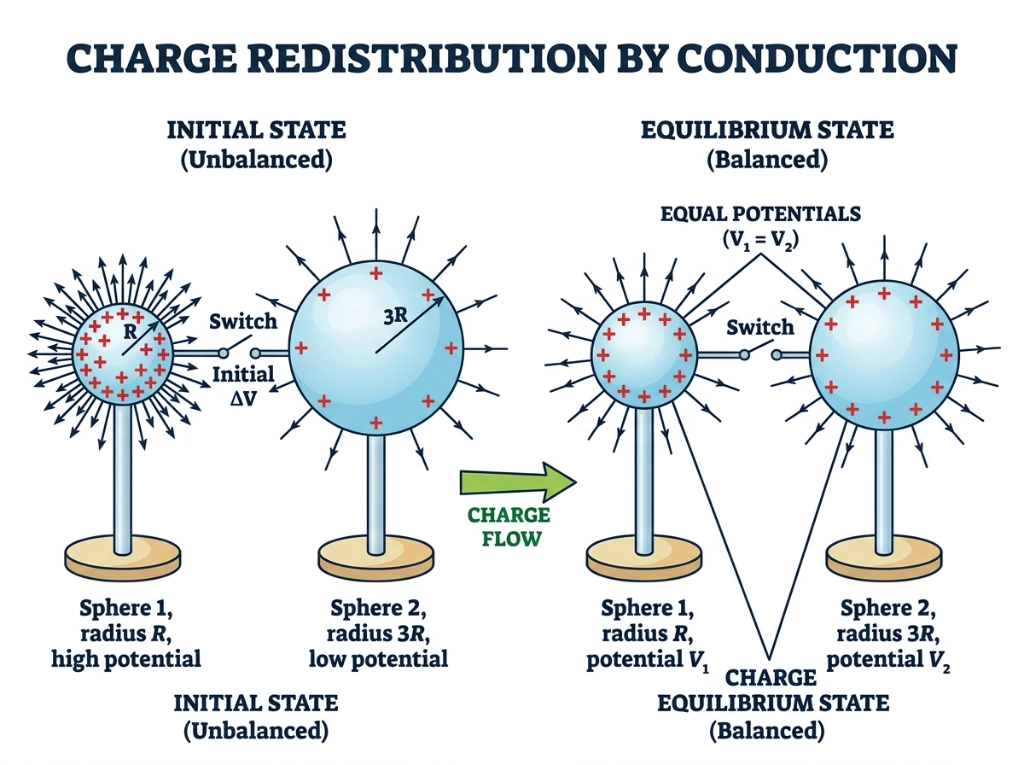 CHARGE REDISTRIBUTION BY CONDUCTION
INITIAL STATE
(Unbalanced)
EQUILIBRIUM STATE
(Balanced)
EQUAL POTENTIALS
(V₁ = V₂)
R
Switch
Initial
ΔV
3R
Switch
CHARGE
FLOW
Sphere 1,
radius R,
high potential
Sphere 2,
radius 3R,
low potential
Sphere 1,
radius R,
potential V₁
Sphere 2,
radius 3R,
potential V₂
INITIAL STATE
(Unbalanced)
CHARGE
EQUILIBRIUM STATE
(Balanced)